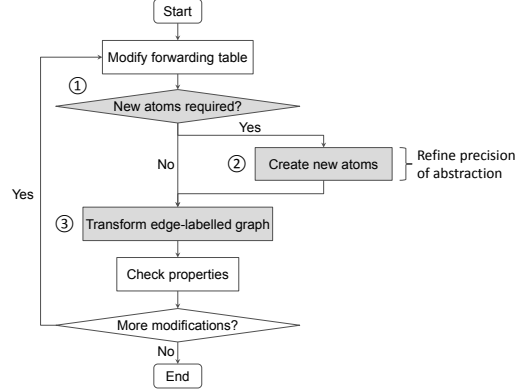 Start
Modify forwarding table
①
New atoms required?
Yes
No
②
Create new atoms
Refine precision
of abstraction
Yes
③
Transform edge-labelled graph
Check properties
More modifications?
No
End